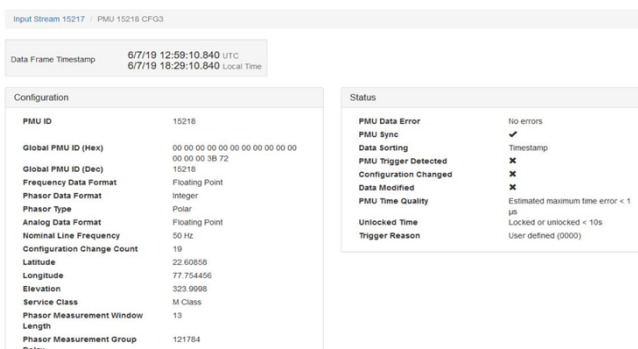 Input Stream 15217 / PMU 15218 CFG3
Data Frame Timestamp 6/7/19 12:59:10.840 UTC
6/7/19 18:29:10.840 Local Time
Configuration
PMU ID 15218
Global PMU ID (Hex) 00 00 00 00 00 00 00 00 00 00 00
00 00 00 3B 72
Global PMU ID (Dec) 15218
Frequency Data Format Floating Point
Phasor Data Format Integer
Phasor Type Polar
Analog Data Format Floating Point
Nominal Line Frequency 50 Hz
Configuration Change Count 19
Latitude 22.60858
Longitude 77.754456
Elevation 323.9998
Service Class M Class
Phasor Measurement Window 13
Length
Phasor Measurement Group 121784
Delay
Status
PMU Data Error No errors
PMU Sync ✔
Data Sorting Timestamp
PMU Trigger Detected ✖
Configuration Changed ✖
Data Modified ✖
PMU Time Quality Estimated maximum time error < 1
µs
Unlocked Time Locked or unlocked < 10s
Trigger Reason User defined (0000)